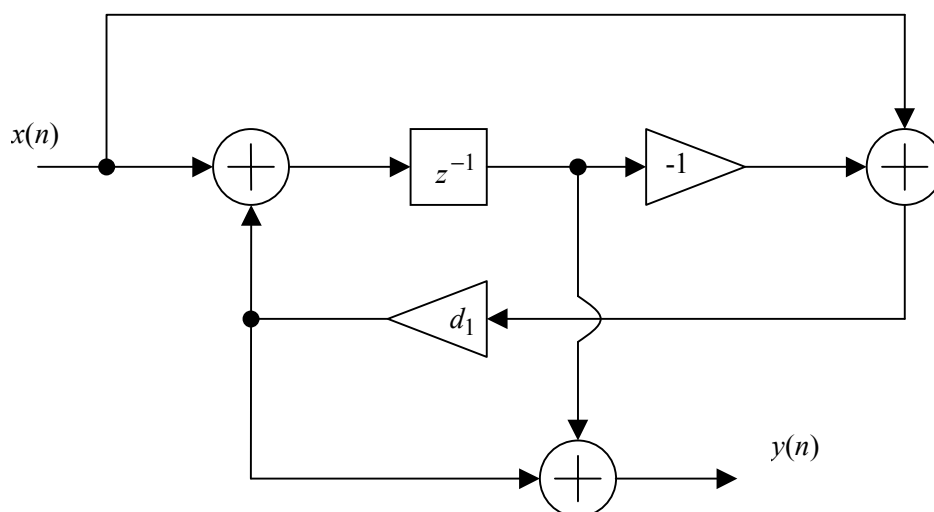 x(n)
z⁻¹
-1
d₁
y(n)